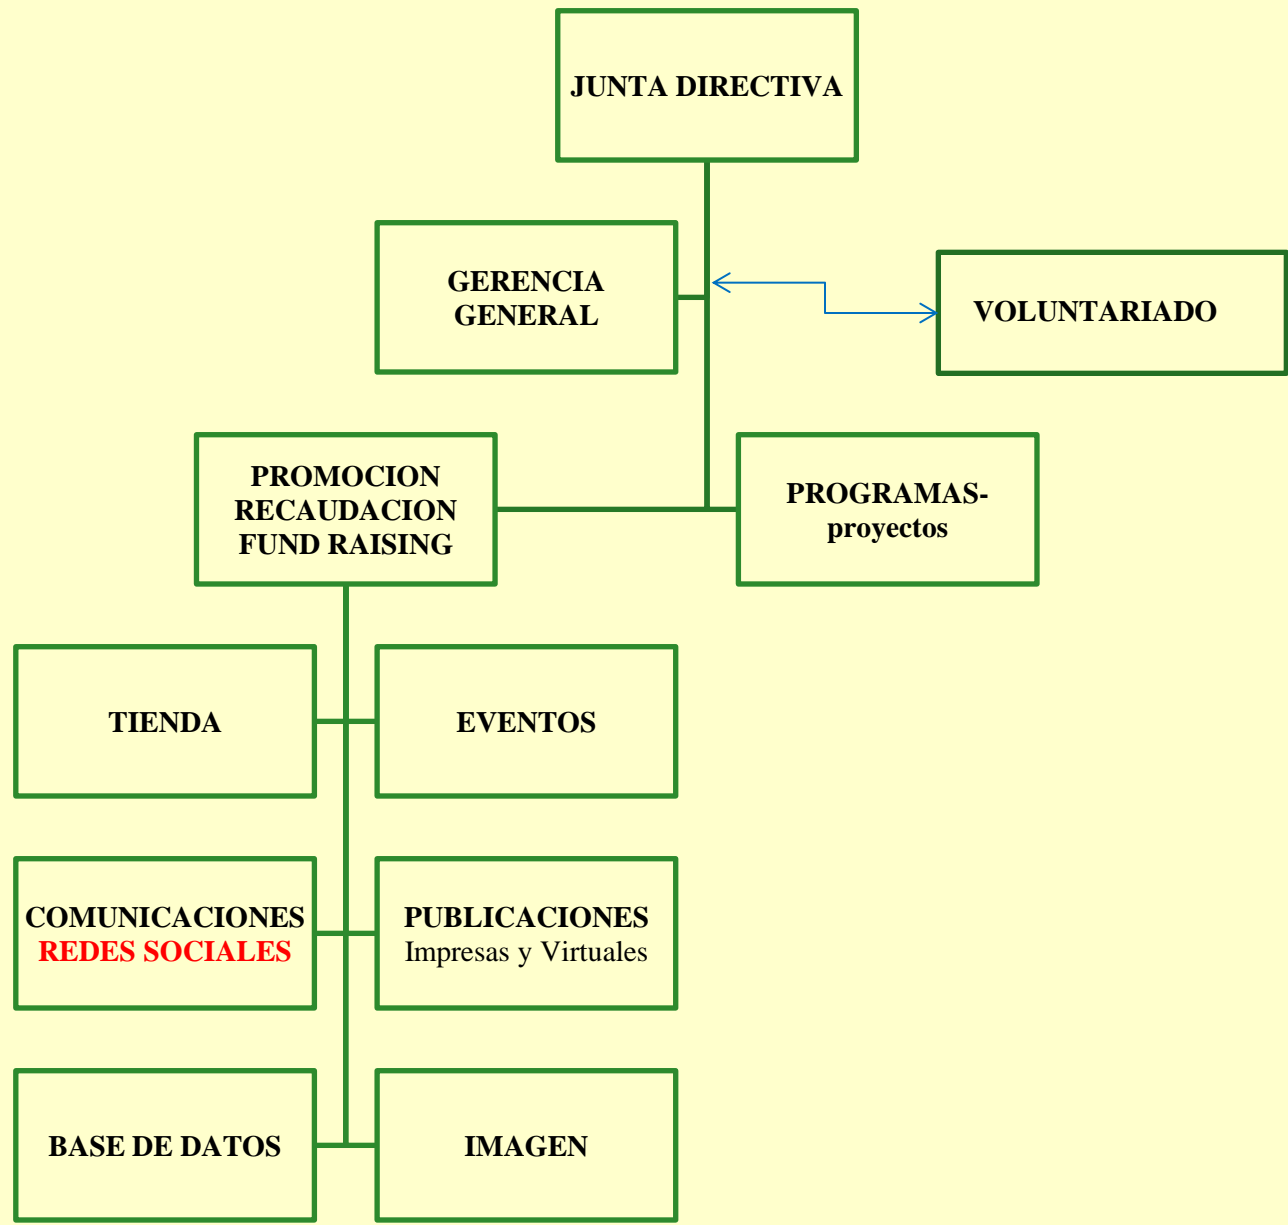 JUNTA DIRECTIVA
GERENCIA
GENERAL
VOLUNTARIADO
PROMOCION
RECAUDACION
FUND RAISING
PROGRAMAS-
proyectos
TIENDA
EVENTOS
COMUNICACIONES
REDES SOCIALES
PUBLICACIONES
Impresas y Virtuales
BASE DE DATOS
IMAGEN